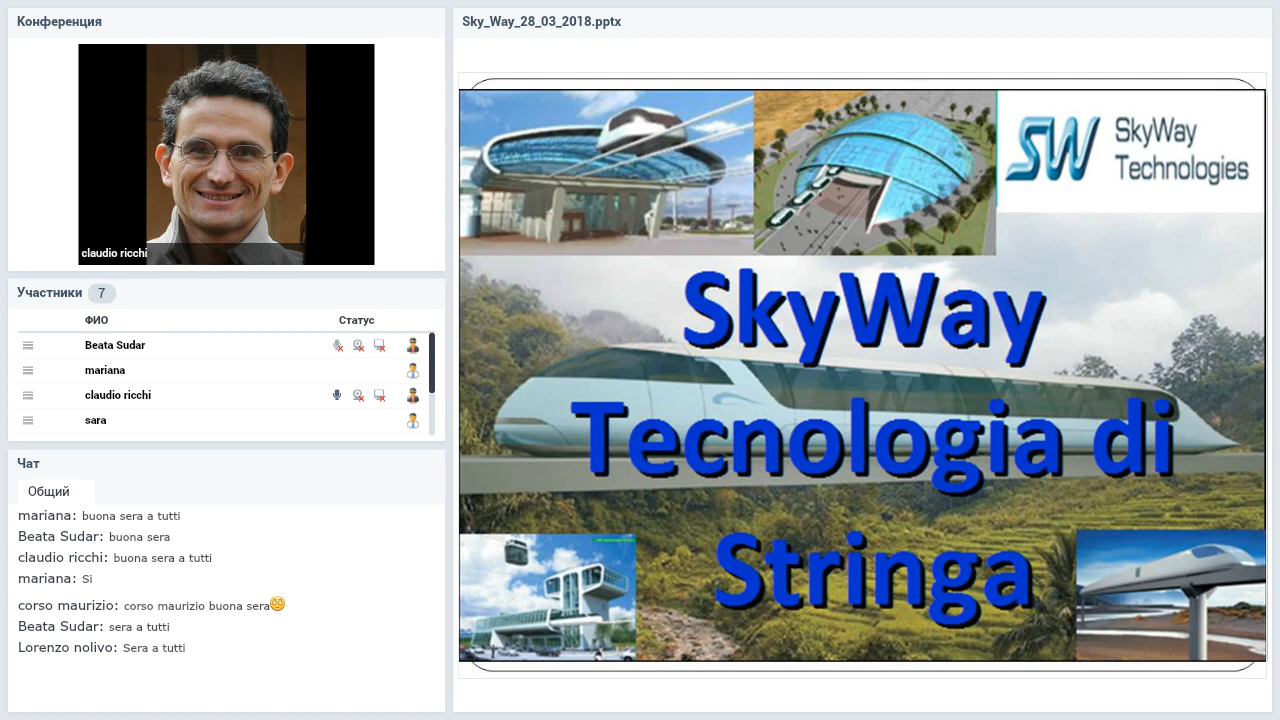 Конференция
claudio ricchi
Участники 7
ФИО Статус
Beata Sudar
mariana
claudio ricchi
sara
Чат
Общий
mariana: buona sera a tutti
Beata Sudar: buona sera
claudio ricchi: buona sera a tutti
mariana: Si
corso maurizio: corso maurizio buona sera
Beata Sudar: sera a tutti
Lorenzo nolivo: Sera a tutti
Sky_Way_28_03_2018.pptx
SW SkyWay
Technologies
SkyWay
Tecnologia di
Stringa